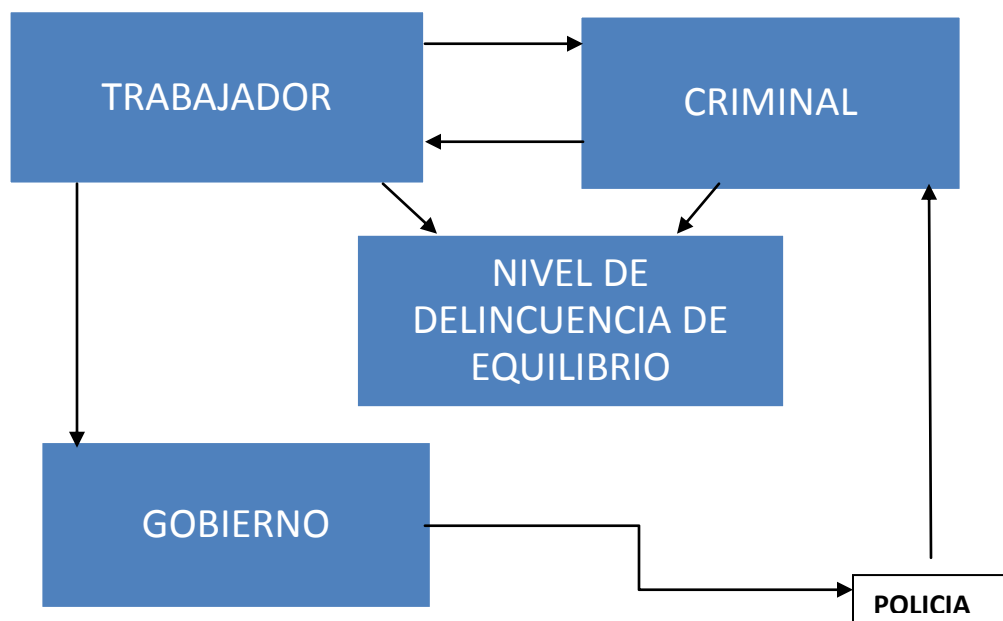 TRABAJADOR
CRIMINAL
NIVEL DE
DELINCUENCIA DE
EQUILIBRIO
GOBIERNO
POLICIA